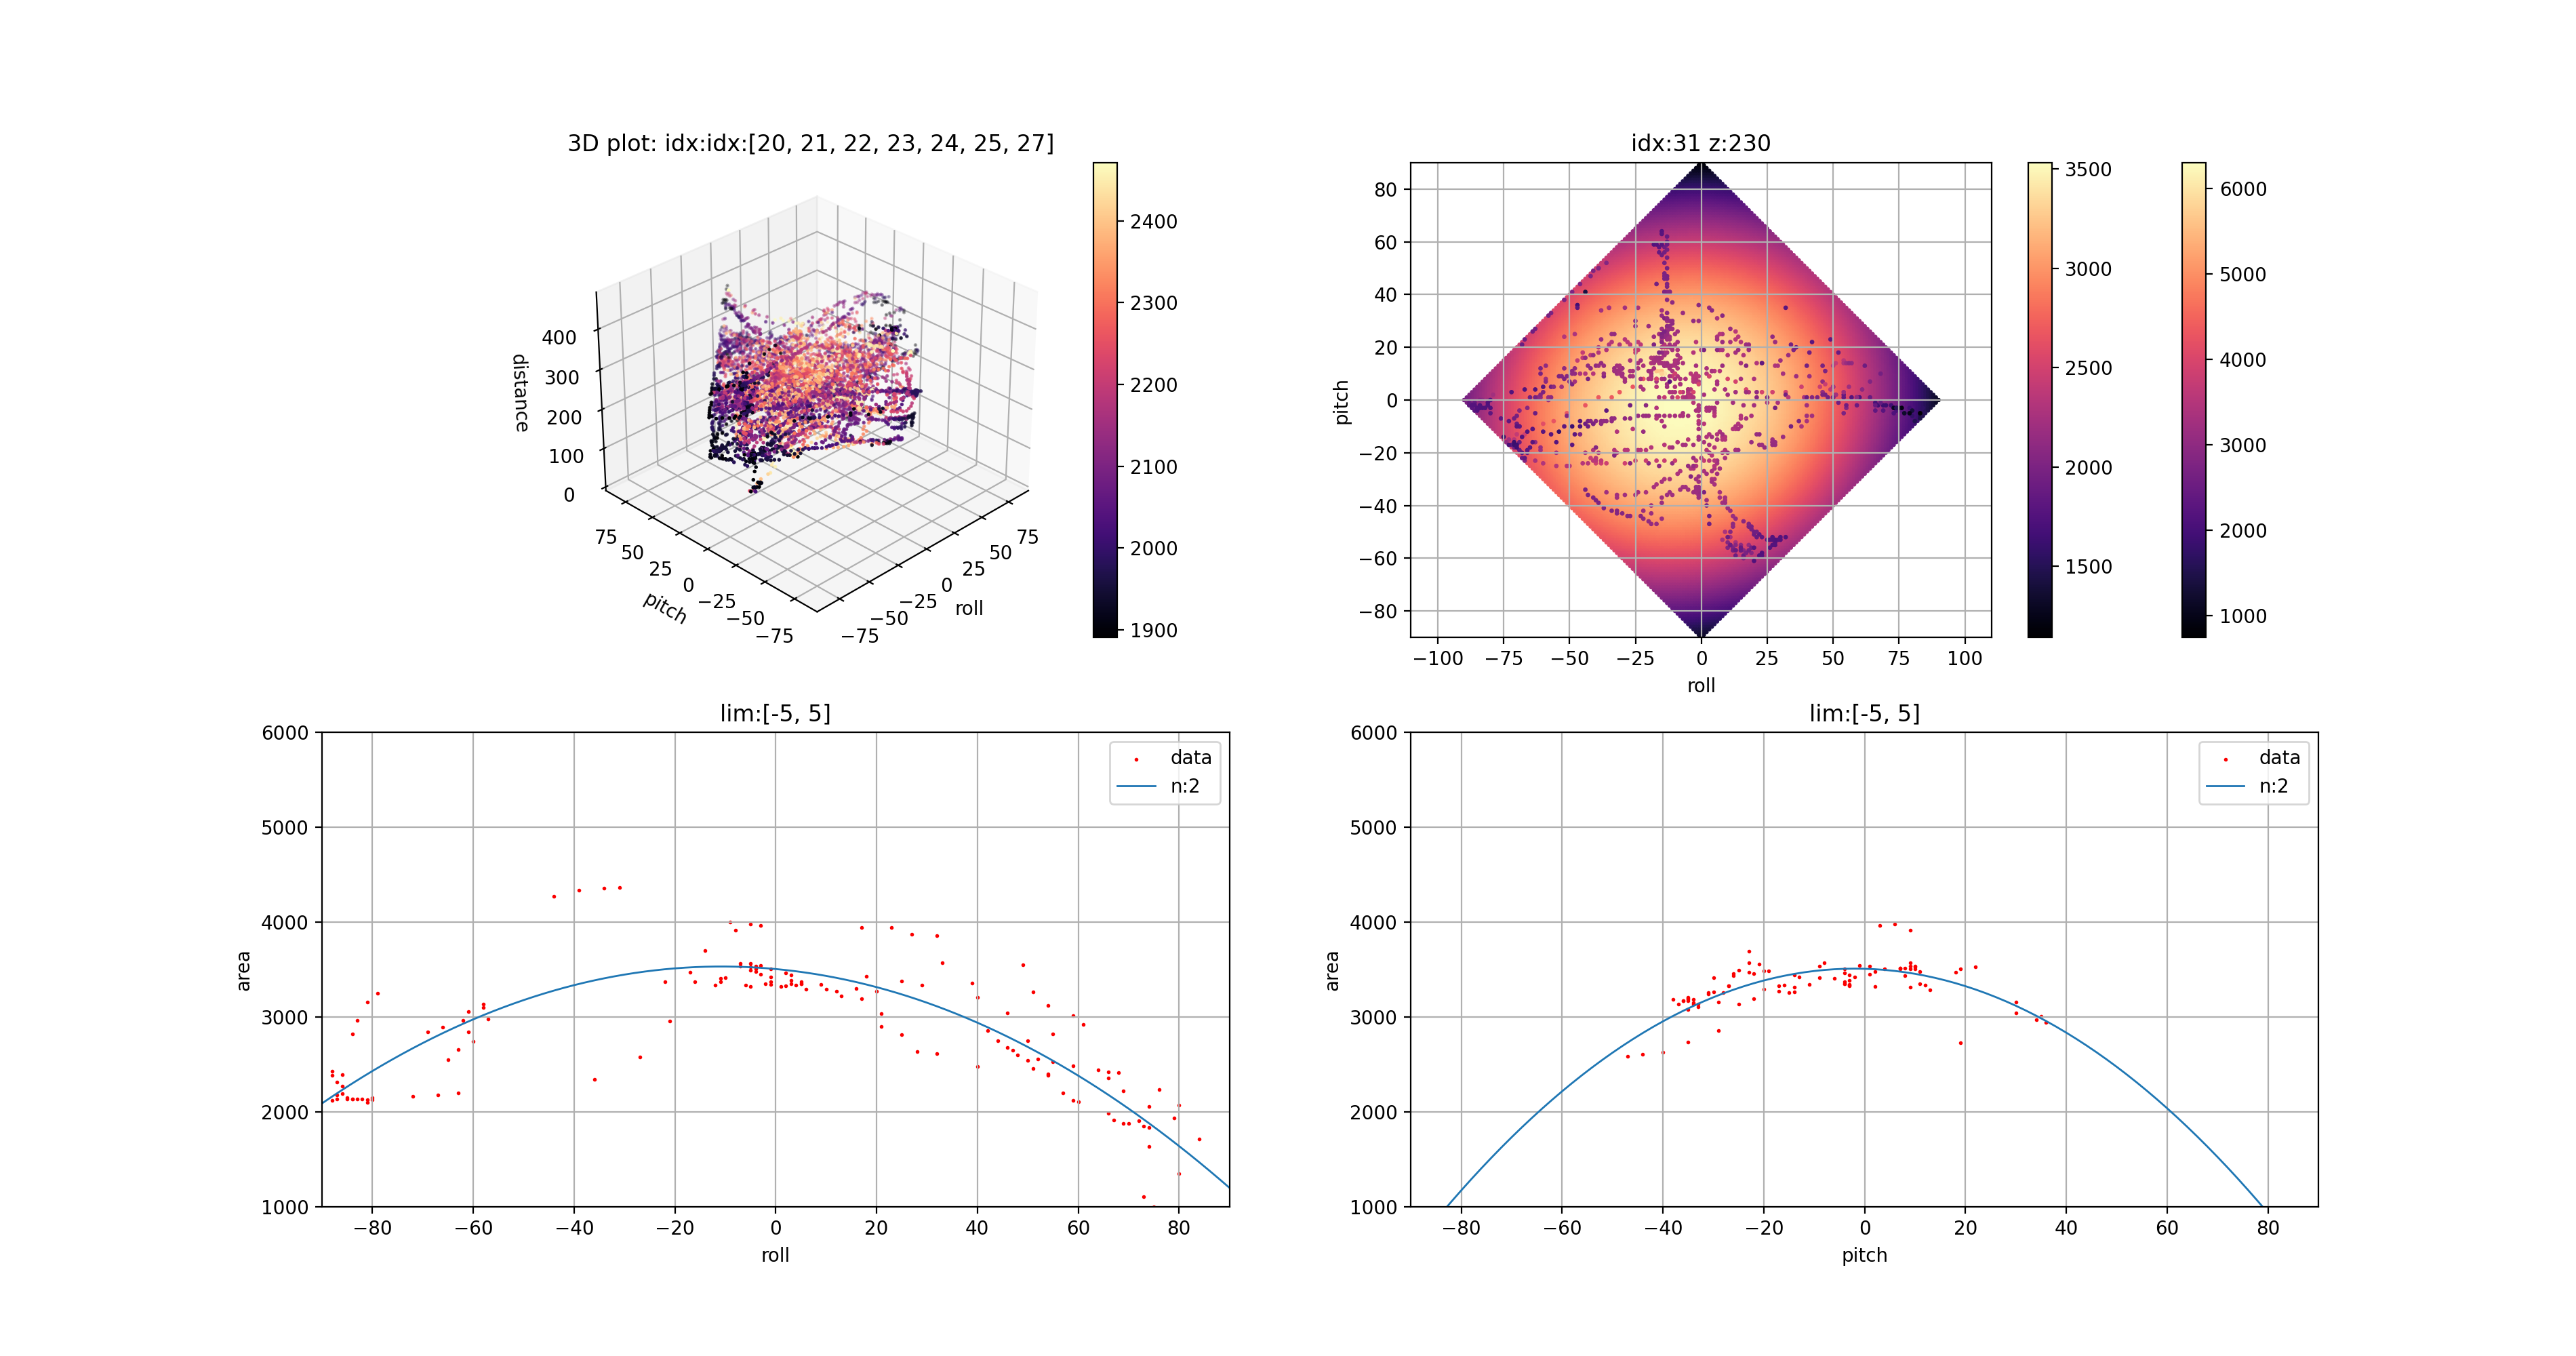 3D plot: idx:idx:[20, 21, 22, 23, 24, 25, 27]
distance
400
300
200
100
0
75
50
25
0
−25
−50
−75
pitch
−75
−50
−25
0
25
50
75
roll
2400
2300
2200
2100
2000
1900
idx:31 z:230
pitch
80
60
40
20
0
−20
−40
−60
−80
−100 −75 −50 −25 0 25 50 75 100
roll
3500
3000
2500
2000
1500
6000
5000
4000
3000
2000
1000
lim:[-5, 5]
area
6000
5000
4000
3000
2000
1000
−80 −60 −40 −20 0 20 40 60 80
roll
data
n:2
lim:[-5, 5]
area
6000
5000
4000
3000
2000
1000
−80 −60 −40 −20 0 20 40 60 80
pitch
data
n:2